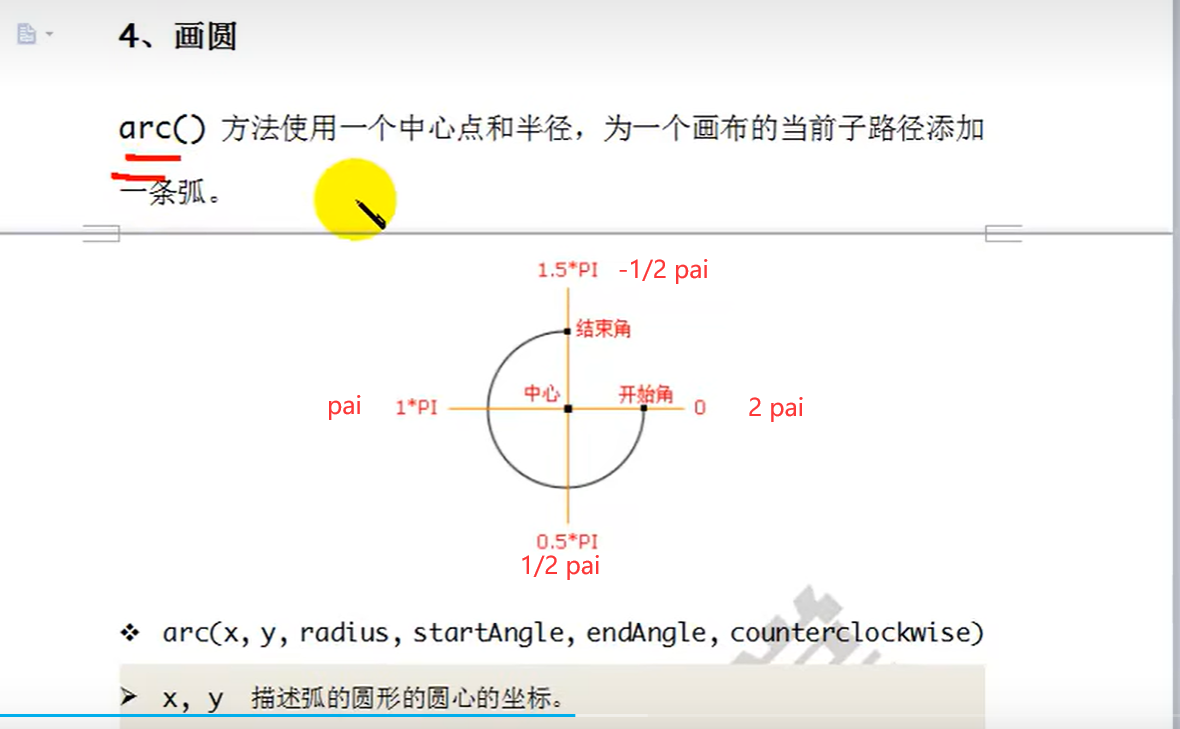 4、画圆
arc() 方法使用一个中心点和半径，为一个画布的当前子路径添加
一条弧。
1.5*PI -1/2 pai
结束角
中心 开始角
pai 1*PI 0 2 pai
0.5*PI
1/2 pai
❖ arc(x, y, radius, startAngle, endAngle, counterclockwise)
➢ x, y 描述弧的圆形的圆心的坐标。